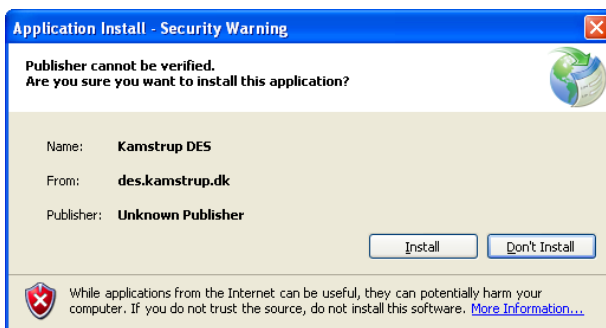 Application Install - Security Warning
Publisher cannot be verified.
Are you sure you want to install this application?
Name: Kamstrup DES
From: des.kamstrup.dk
Publisher: Unknown Publisher
Install Don't Install
While applications from the Internet can be useful, they can potentially harm your
computer. If you do not trust the source, do not install this software. More Information...